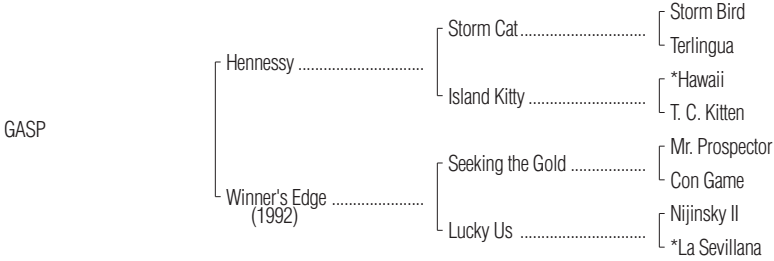 Storm Bird
Storm Cat..............................
Terlingua
Hennessy ..............................
*Hawaii
Island Kitty ............................
T. C. Kitten
GASP
Mr. Prospector
Seeking the Gold ..................
Con Game
Winner's Edge ......................
(1992)
Nijinsky II
Lucky Us ..............................
*La Sevillana